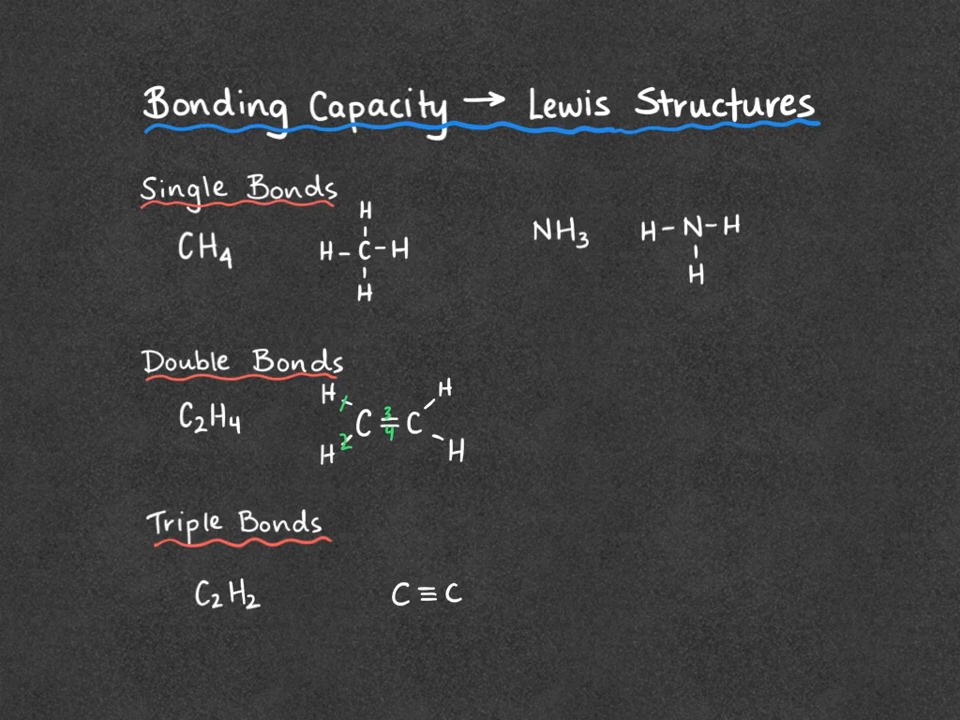 Bonding Capacity → Lewis Structures
Single Bonds
CH₄
H
H - C - H
H
NH₃
H - N - H
H
Double Bonds
C₂H₄
H 1 H
C 3 = 4 C
H 2 H
Triple Bonds
C₂H₂
C ≡ C